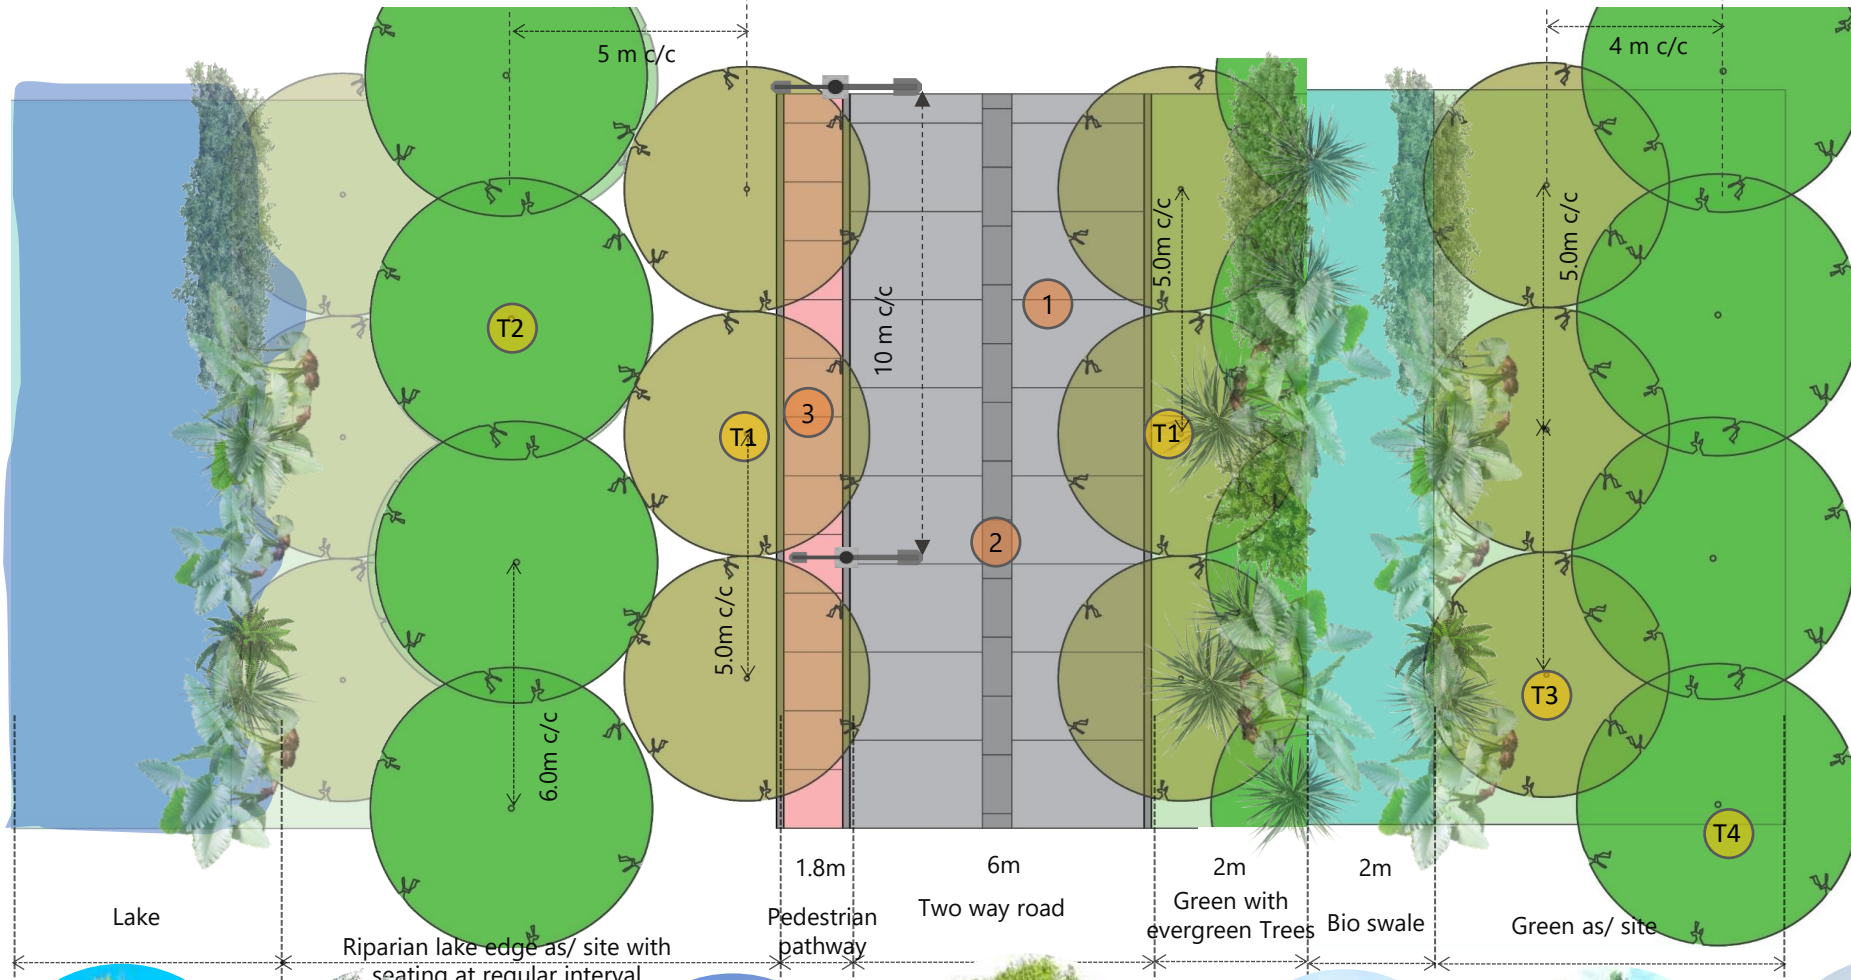 5 m c/c
4 m c/c
5.0m c/c
5.0m c/c
10 m c/c
1
T2
3
T1
T1
2
5.0m c/c
T3
6.0m c/c
T4
1.8m
6m
2m
2m
Lake
Riparian lake edge as/ site with
seating at regular interval
Pedestrian
pathway
Two way road
Green with
evergreen Trees
Bio swale
Green as/ site